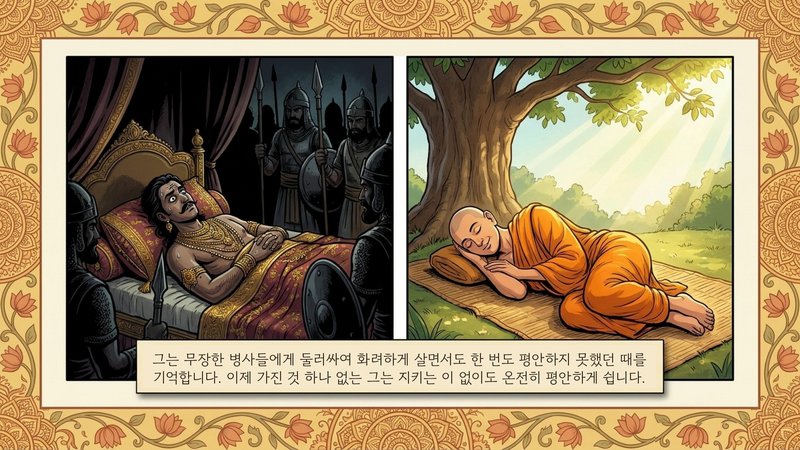 그는 무장한 병사들에게 둘러싸여 화려하게 살면서도 한 번도 평안하지 못했던 때를
기억합니다. 이제 가진 것 하나 없는 그는 지키는 이 없이도 온전히 평안하게 쉽니다.